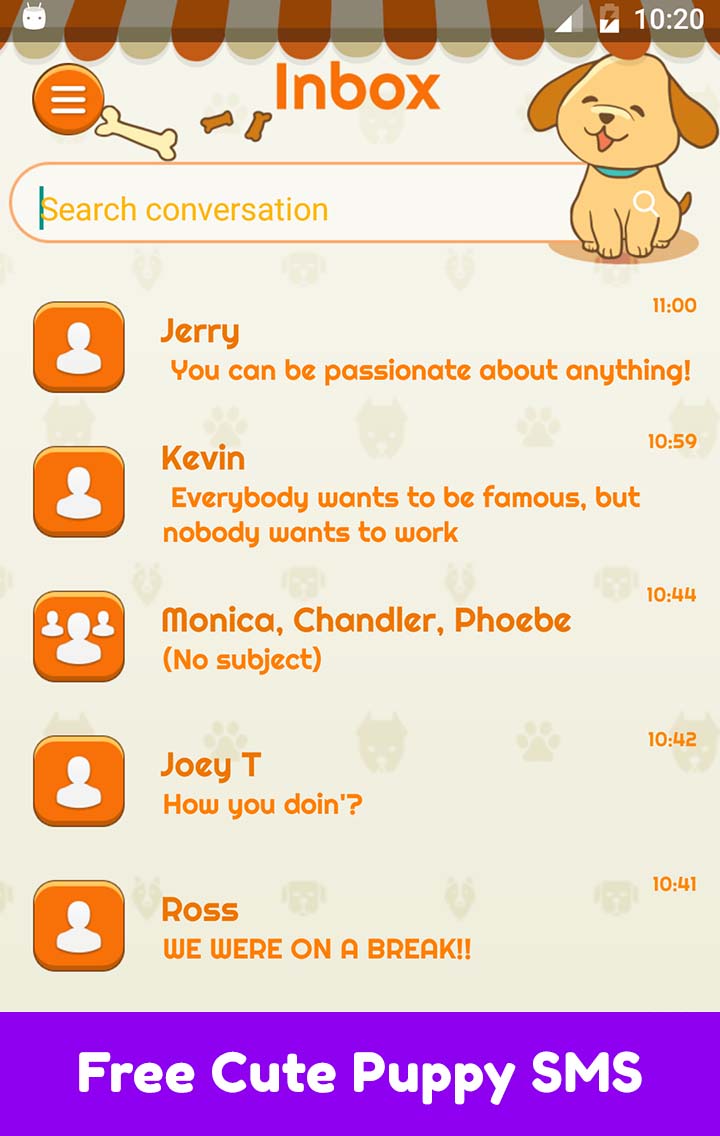 10:20
Inbox
Search conversation
11:00
Jerry
You can be passionate about anything!
10:59
Kevin
Everybody wants to be famous, but
nobody wants to work
10:44
Monica, Chandler, Phoebe
(No subject)
10:42
Joey T
How you doin'?
10:41
Ross
WE WERE ON A BREAK!!
Free Cute Puppy SMS